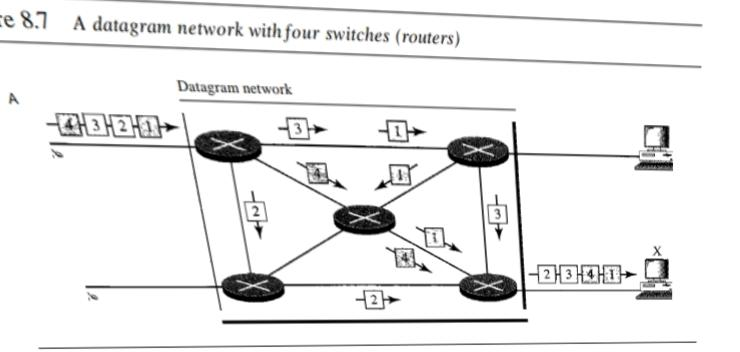 re 8.7 A datagram network with four switches (routers)
Datagram network
A
4 3 2 1
3
1
4
1
2
3
1
4
X
2 3 4 1
2